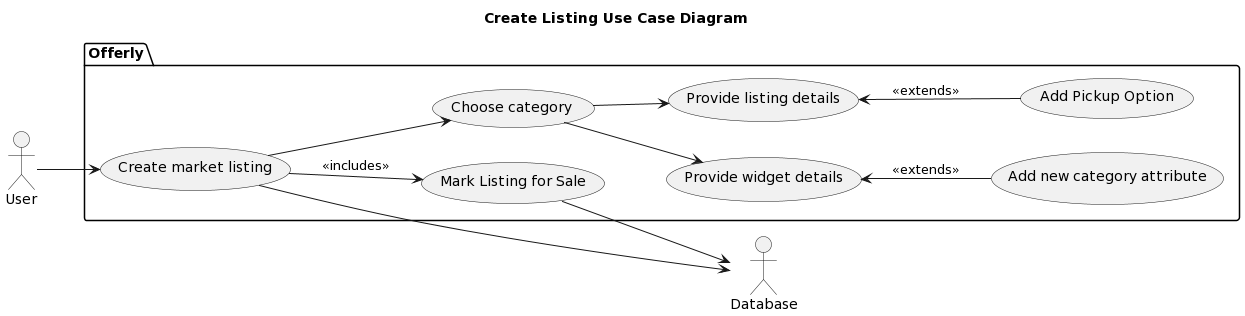 Create Listing Use Case Diagram
Offerly
User
Create market listing
Choose category
«includes»
Mark Listing for Sale
Provide listing details
«extends»
Add Pickup Option
Provide widget details
«extends»
Add new category attribute
Database